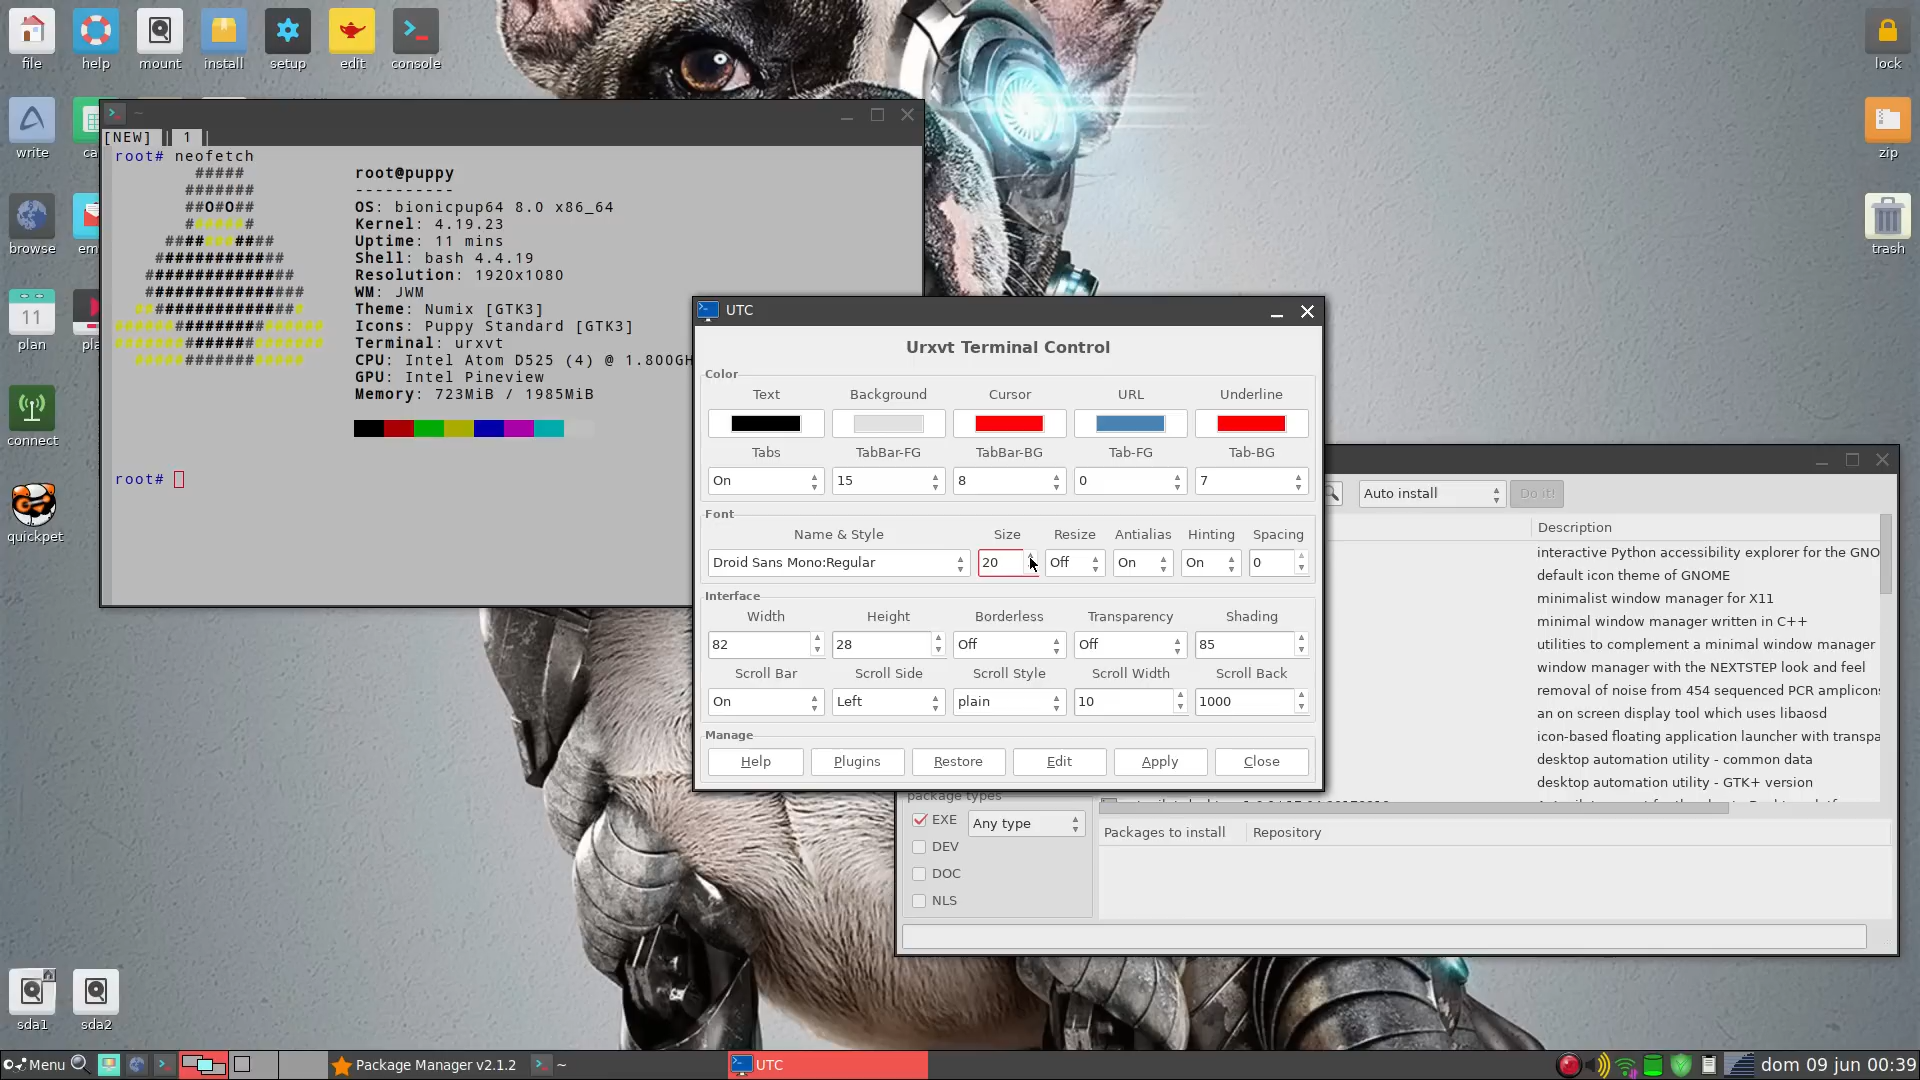 file
help
mount
install
setup
edit
console
lock
write
zip
browse
trash
plan
11
connect
quickpet
sda1
sda2
~
[NEW] | 1 |
root# neofetch
root@puppy
----------
OS: bionicpup64 8.0 x86_64
Kernel: 4.19.23
Uptime: 11 mins
Shell: bash 4.4.19
Resolution: 1920x1080
WM: JWM
Theme: Numix [GTK3]
Icons: Puppy Standard [GTK3]
Terminal: urxvt
CPU: Intel Atom D525 (4) @ 1.800GH
GPU: Intel Pineview
Memory: 723MiB / 1985MiB
root#
UTC
Urxvt Terminal Control
Color
Text Background Cursor URL Underline
Tabs TabBar-FG TabBar-BG Tab-FG Tab-BG
On 15 8 0 7
Font
Name & Style Size Resize Antialias Hinting Spacing
Droid Sans Mono:Regular 20 Off On On 0
Interface
Width Height Borderless Transparency Shading
82 28 Off Off 85
Scroll Bar Scroll Side Scroll Style Scroll Width Scroll Back
On Left plain 10 1000
Manage
Help Plugins Restore Edit Apply Close
Auto install Do it!
Description
interactive Python accessibility explorer for the GNO
default icon theme of GNOME
minimalist window manager for X11
minimal window manager written in C++
utilities to complement a minimal window manager
window manager with the NEXTSTEP look and feel
removal of noise from 454 sequenced PCR amplicons
an on screen display tool which uses libaosd
icon-based floating application launcher with transpa
desktop automation utility - common data
desktop automation utility - GTK+ version
package types
EXE Any type
DEV
DOC
NLS
Packages to install Repository
Menu Package Manager v2.1.2 ~ UTC dom 09 jun 00:39